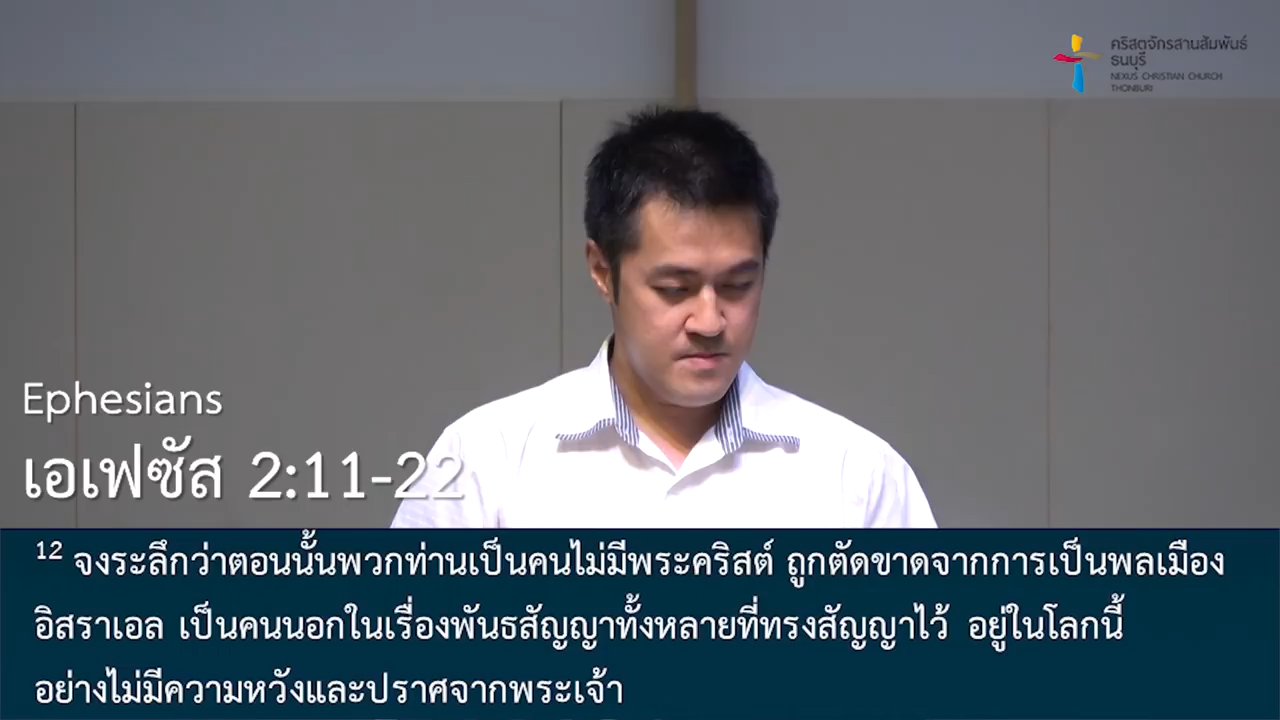 คริสตจักรสานสัมพันธ์
ธนบุรี
NEXUS CHRISTIAN CHURCH
THONBURI
Ephesians
เอเฟซัส 2:11-22
12 จงระลึกว่าตอนนั้นพวกท่านเป็นคนไม่มีพระคริสต์ ถูกตัดขาดจากการเป็นพลเมือง
อิสราเอล เป็นคนนอกในเรื่องพันธสัญญาทั้งหลายที่ทรงสัญญาไว้ อยู่ในโลกนี้
อย่างไม่มีความหวังและปราศจากพระเจ้า